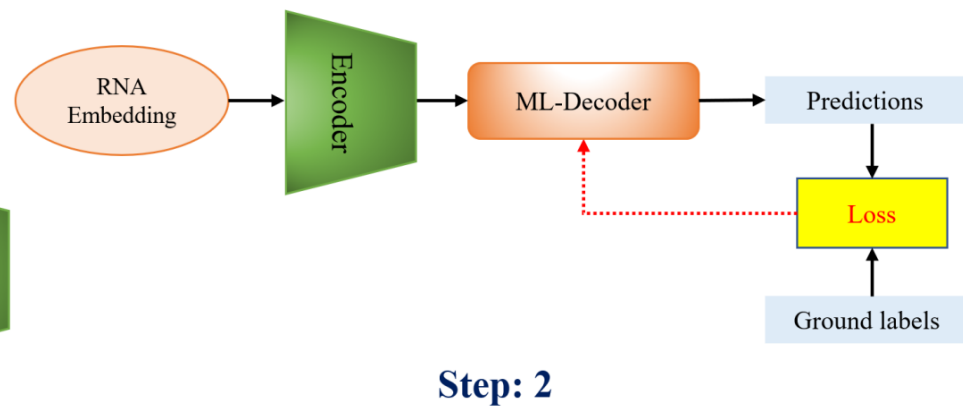 RNA
Embedding
Encoder
ML-Decoder
Predictions
Loss
Ground labels
Step: 2